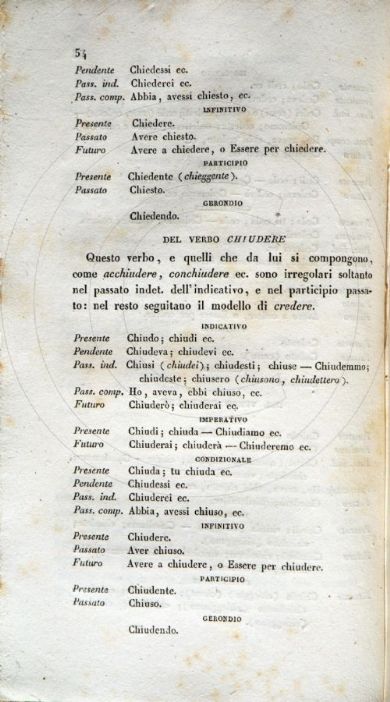 54
Pendente Chiedessi ec.
Pass. ind. Chiederei ec.
Pass. comp. Abbia, avessi chiesto, ec.
INFINITIVO
Presente Chiedere.
Passato Avere chiesto.
Futuro Avere a chiedere, o Essere per chiedere.
PARTICIPIO
Presente Chiedente (chieggente).
Passato Chiesto.
GERONDIO
Chiedendo.
DEL VERBO CHIUDERE
Questo verbo, e quelli che da lui si compongono,
come acchiudere, conchiudere ec. sono irregolari soltanto
nel passato indet. dell'indicativo, e nel participio passa-
to: nel resto seguitano il modello di credere.
INDICATIVO
Presente Chiudo; chiudi ec.
Pendente Chiudeva; chiudevi ec.
Pass. ind. Chiusi (chiudei); chiudesti; chiuse — Chiudemmo;
chiudeste; chiusero (chiusono, chiudettero).
Pass. comp. Ho, aveva, ebbi chiuso, ec.
Futuro Chiuderò; chiuderai ec.
IMPERATIVO
Presente Chiudi; chiuda — Chiudiamo ec.
Futuro Chiuderai; chiuderà — Chiuderemo ec.
CONDIZIONALE
Presente Chiuda; tu chiuda ec.
Pendente Chiudessi ec.
Pass. ind. Chiuderei ec.
Pass. comp. Abbia, avessi chiuso, ec.
INFINITIVO
Presente Chiudere.
Passato Aver chiuso.
Futuro Avere a chiudere, o Essere per chiudere.
PARTICIPIO
Presente Chiudente.
Passato Chiuso.
GERONDIO
Chiudendo.